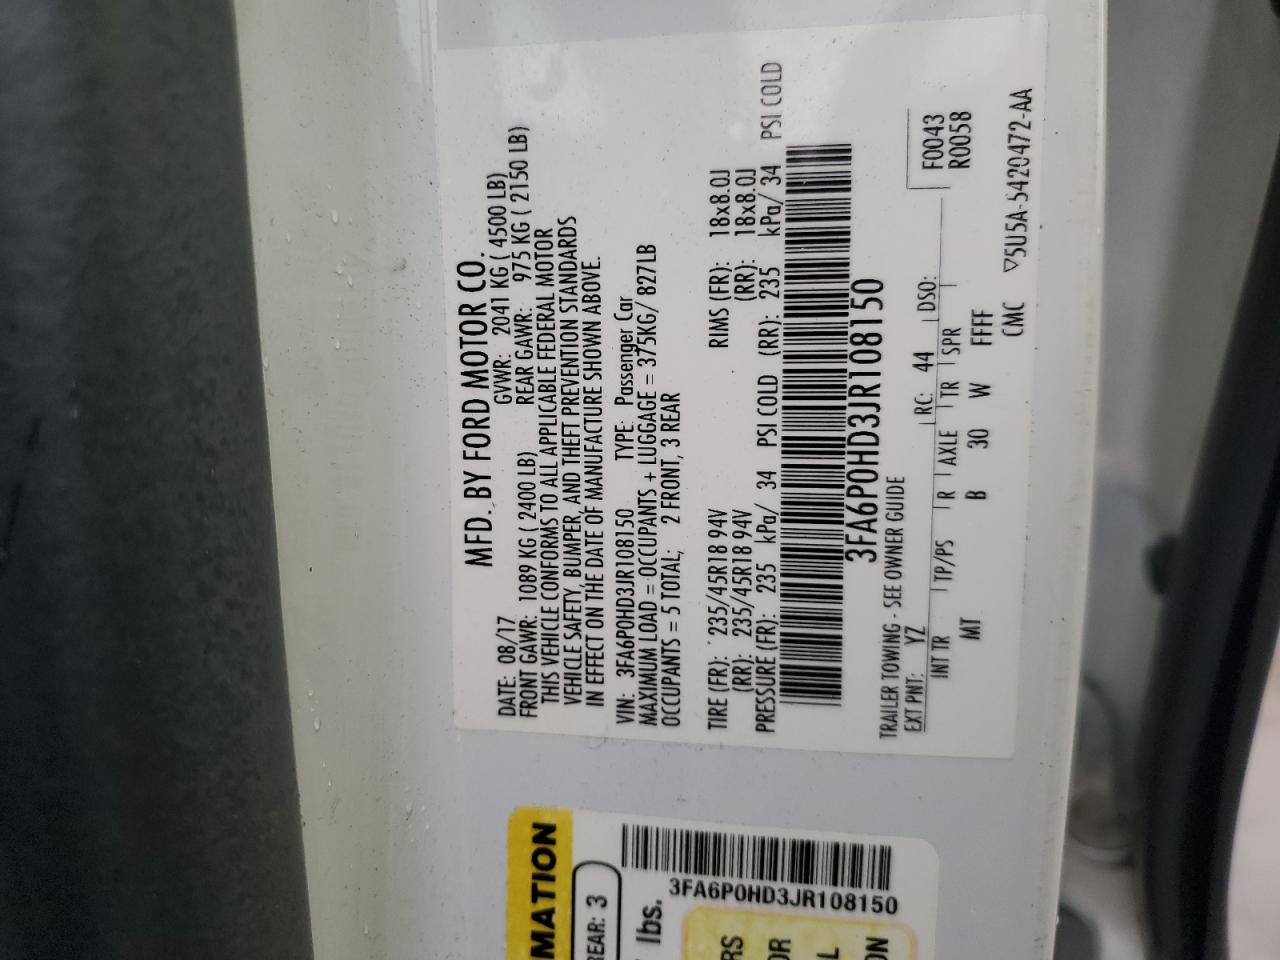 MFD. BY FORD MOTOR CO.
DATE: 08/17 GVWR: 2041 KG ( 4500 LB)
FRONT GAWR: 1089 KG ( 2400 LB) REAR GAWR: 975 KG ( 2150 LB)
THIS VEHICLE CONFORMS TO ALL APPLICABLE FEDERAL MOTOR
VEHICLE SAFETY, BUMPER, AND THEFT PREVENTION STANDARDS
IN EFFECT ON THE DATE OF MANUFACTURE SHOWN ABOVE.
VIN: 3FA6P0HD3JR108150 TYPE: Passenger Car
MAXIMUM LOAD = OCCUPANTS + LUGGAGE = 375KG/ 827LB
OCCUPANTS = 5 TOTAL; 2 FRONT, 3 REAR
TIRE (FR): 235/45R18 94V RIMS (FR): 18x8.0J
(RR): 235/45R18 94V (RR): 18x8.0J
PRESSURE (FR): 235 kPa/ 34 PSI COLD (RR): 235 kPa/ 34 PSI COLD
3FA6P0HD3JR108150
TRAILER TOWING - SEE OWNER GUIDE
EXT PNT: YZ RC: 44 DSO: F0043
R0058
INT TR TP/PS R AXLE TR SPR
MT B 30 W FFFF
CMC ▽5U5A-5420472-AA
MATION
REAR: 3
lbs.
3FA6P0HD3JR108150
RS
OR
L
ON